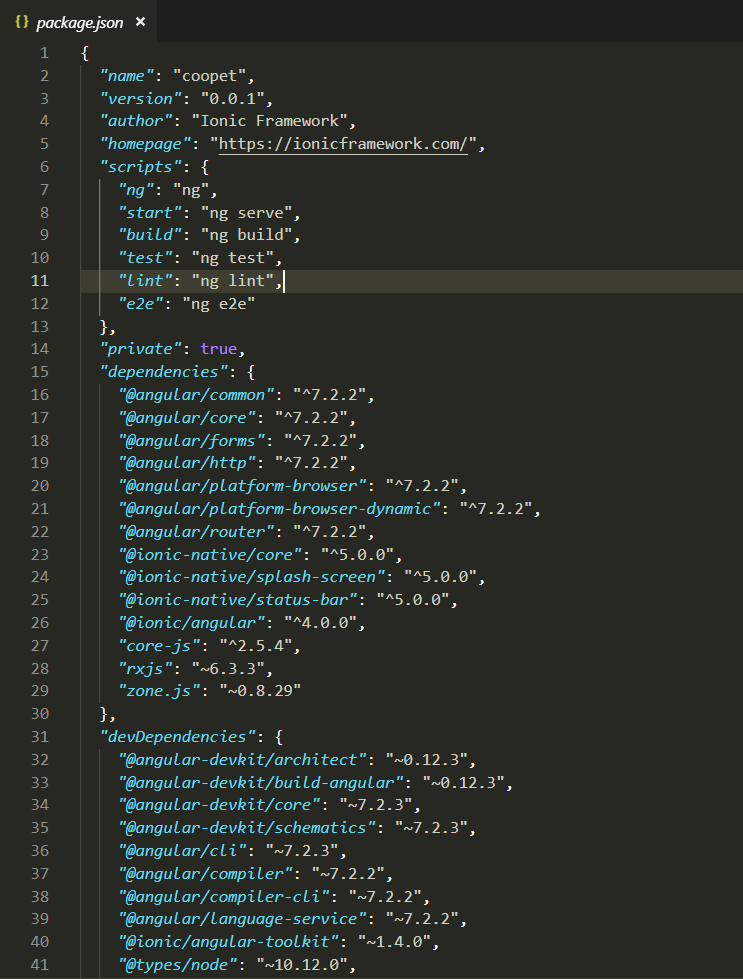 {} package.json ×
1 {
2 "name": "coopet",
3 "version": "0.0.1",
4 "author": "Ionic Framework",
5 "homepage": "https://ionicframework.com/",
6 "scripts": {
7 "ng": "ng",
8 "start": "ng serve",
9 "build": "ng build",
10 "test": "ng test",
11 "lint": "ng lint",
12 "e2e": "ng e2e"
13 },
14 "private": true,
15 "dependencies": {
16 "@angular/common": "^7.2.2",
17 "@angular/core": "^7.2.2",
18 "@angular/forms": "^7.2.2",
19 "@angular/http": "^7.2.2",
20 "@angular/platform-browser": "^7.2.2",
21 "@angular/platform-browser-dynamic": "^7.2.2",
22 "@angular/router": "^7.2.2",
23 "@ionic-native/core": "^5.0.0",
24 "@ionic-native/splash-screen": "^5.0.0",
25 "@ionic-native/status-bar": "^5.0.0",
26 "@ionic/angular": "^4.0.0",
27 "core-js": "^2.5.4",
28 "rxjs": "~6.3.3",
29 "zone.js": "~0.8.29"
30 },
31 "devDependencies": {
32 "@angular-devkit/architect": "~0.12.3",
33 "@angular-devkit/build-angular": "~0.12.3",
34 "@angular-devkit/core": "~7.2.3",
35 "@angular-devkit/schematics": "~7.2.3",
36 "@angular/cli": "~7.2.3",
37 "@angular/compiler": "~7.2.2",
38 "@angular/compiler-cli": "~7.2.2",
39 "@angular/language-service": "~7.2.2",
40 "@ionic/angular-toolkit": "~1.4.0",
41 "@types/node": "~10.12.0",